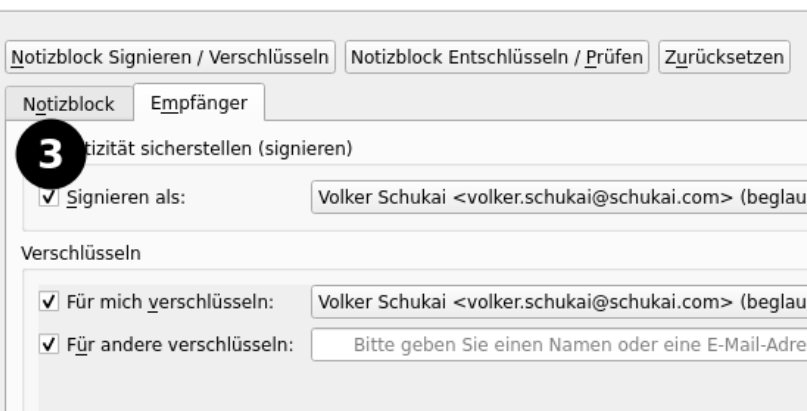 Notizblock Signieren / Verschlüsseln Notizblock Entschlüsseln / Prüfen Zurücksetzen
Notizblock Empfänger
3 tizität sicherstellen (signieren)
Signieren als: Volker Schukai <volker.schukai@schukai.com> (beglau
Verschlüsseln
Für mich verschlüsseln: Volker Schukai <volker.schukai@schukai.com> (beglau
Für andere verschlüsseln: Bitte geben Sie einen Namen oder eine E-Mail-Adre